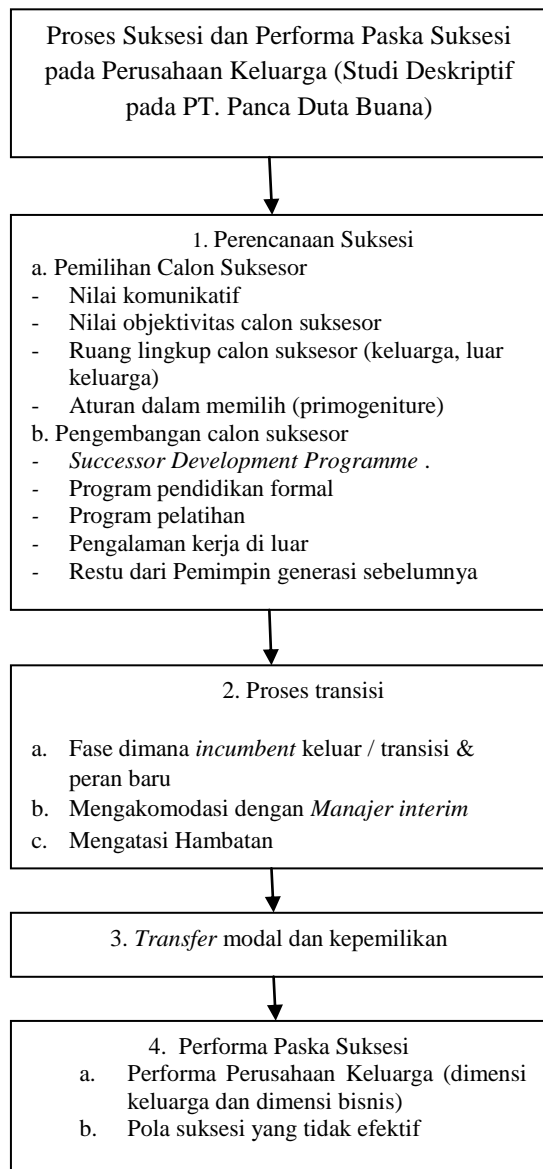 Proses Suksesi dan Performa Paska Suksesi
pada Perusahaan Keluarga (Studi Deskriptif
pada PT. Panca Duta Buana)
1. Perencanaan Suksesi
a. Pemilihan Calon Suksesor
- Nilai komunikatif
- Nilai objektivitas calon suksesor
- Ruang lingkup calon suksesor (keluarga, luar
keluarga)
- Aturan dalam memilih (primogeniture)
b. Pengembangan calon suksesor
- Successor Development Programme .
- Program pendidikan formal
- Program pelatihan
- Pengalaman kerja di luar
- Restu dari Pemimpin generasi sebelumnya
2. Proses transisi
a. Fase dimana incumbent keluar / transisi &
peran baru
b. Mengakomodasi dengan Manajer interim
c. Mengatasi Hambatan
3. Transfer modal dan kepemilikan
4. Performa Paska Suksesi
a. Performa Perusahaan Keluarga (dimensi
keluarga dan dimensi bisnis)
b. Pola suksesi yang tidak efektif